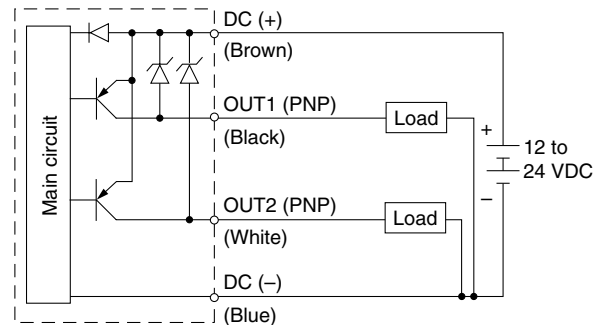 DC (+)
(Brown)
OUT1 (PNP)
(Black)
Load
Main circuit
+
12 to
24 VDC
–
OUT2 (PNP)
(White)
Load
DC (–)
(Blue)